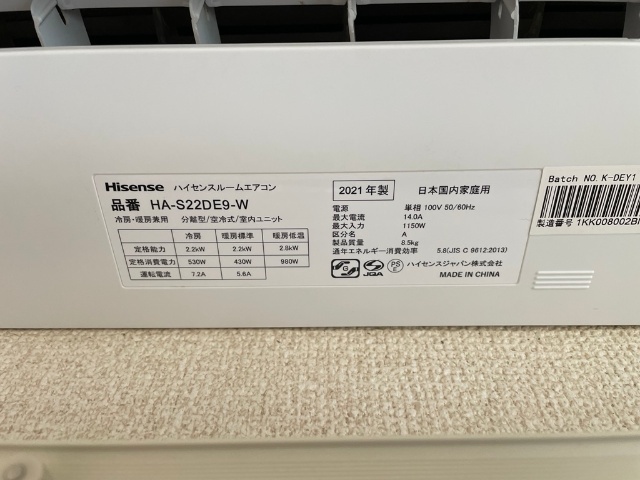 Hisense ハイセンスルームエアコン
品番 HA-S22DE9-W
冷房・暖房兼用 分離型/空冷式/室内ユニット
冷房 暖房標準 暖房低温
定格能力 2.2kW 2.2kW 2.8kW
定格消費電力 530W 430W 980W
運転電流 7.2A 5.6A
2021年製 日本国内家庭用
電源 単相 100V 50/60Hz
最大電流 14.0A
最大入力 1150W
区分名 A
製品質量 8.5kg
通年エネルギー消費効率 5.8(JIS C 9612:2013)
JQA
PS
E
ハイセンスジャパン株式会社
MADE IN CHINA
Batch NO. K-DEY1
製造番号 1KK008002B